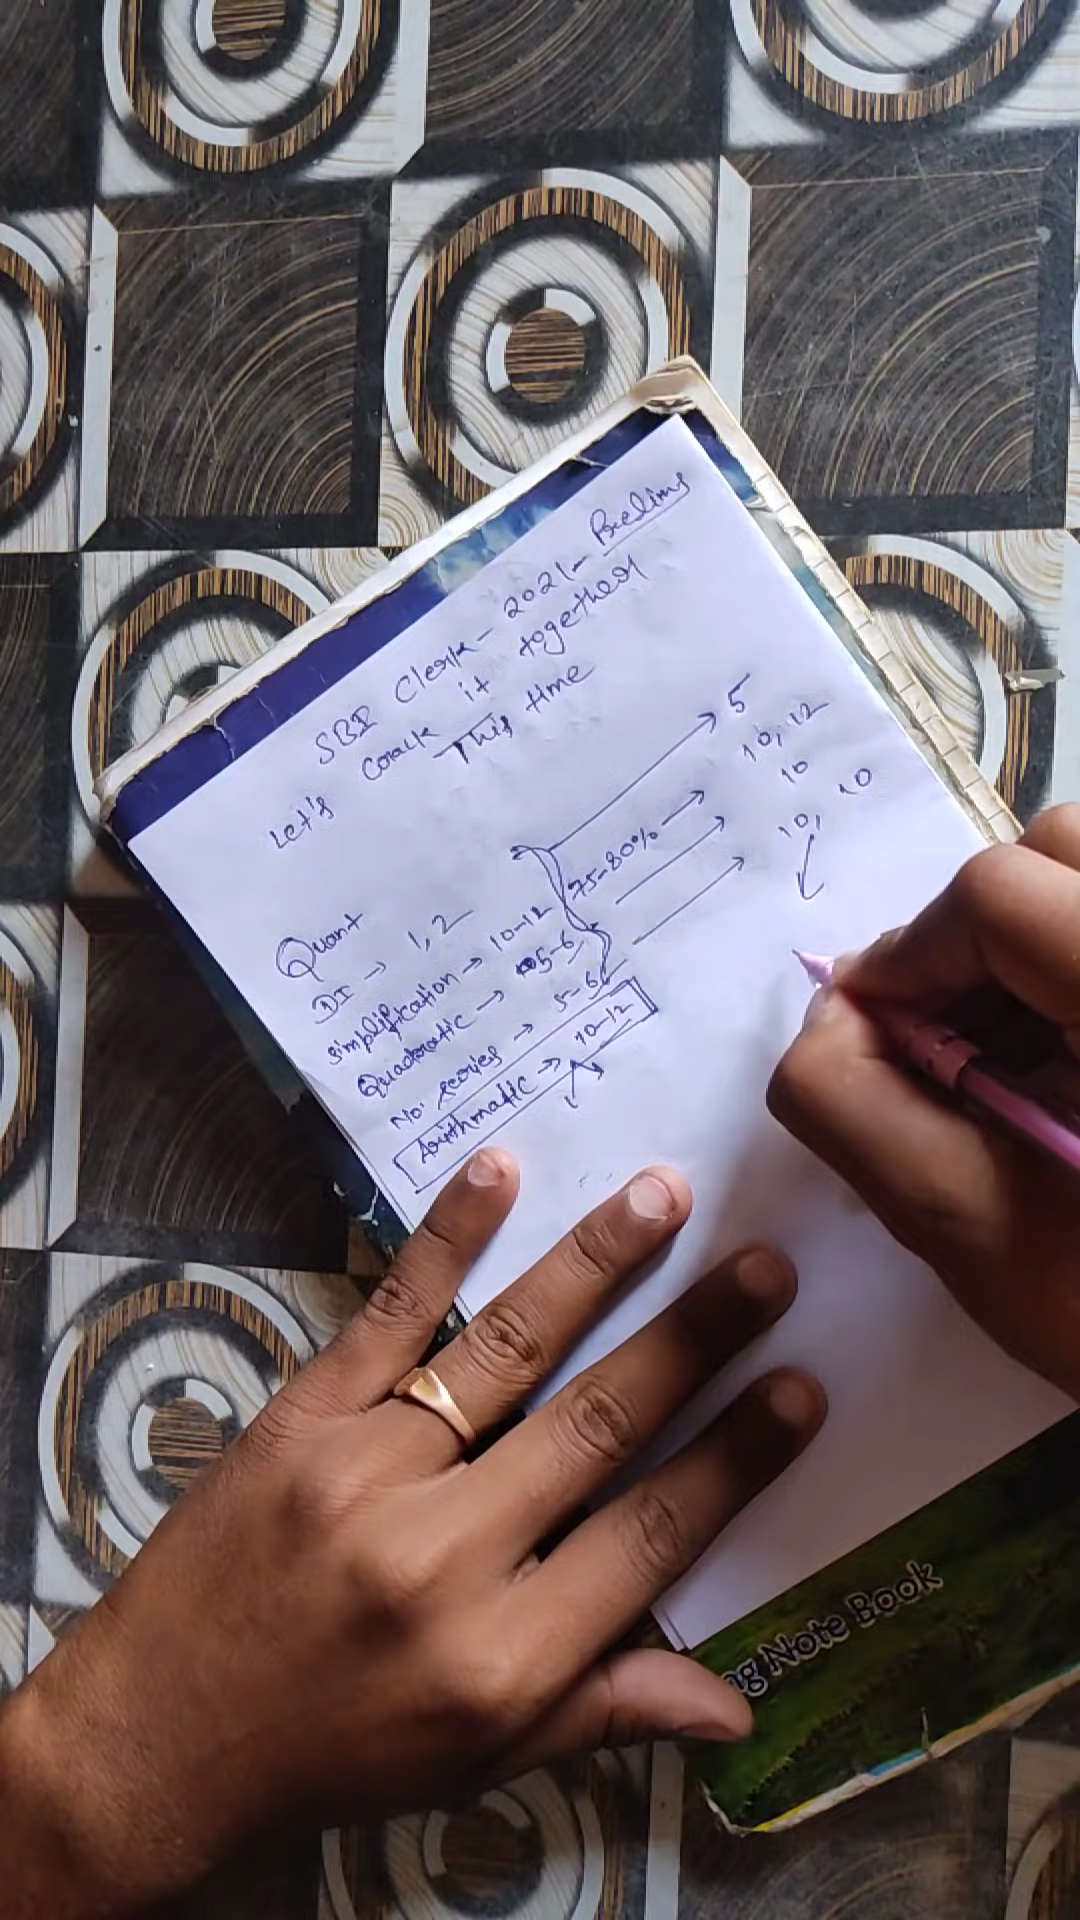 SBI Clerk - 2021 - Prelims
Let's Crack it together
This time
Quant
DI → 1, 2
Simplification → 10-12
Quadratic → 5-6
No. series → 5-6
Arithmatic → 10-12
75-80%
5
10, 12
10
10, 10
ng Note Book